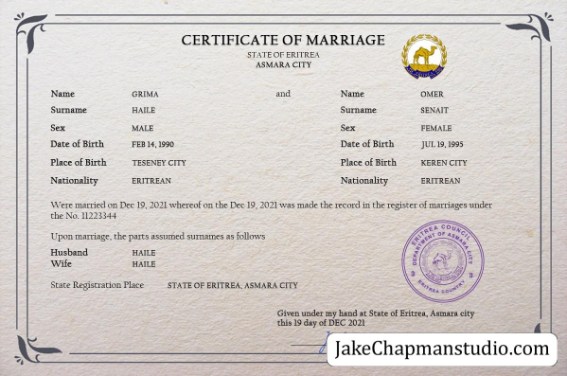 CERTIFICATE OF MARRIAGE
STATE OF ERITREA
ASMARA CITY
Name GRIMA and Name OMER
Surname HAILE Surname SENAIT
Sex MALE Sex FEMALE
Date of Birth FEB 14, 1990 Date of Birth JUL 19, 1995
Place of Birth TESENEY CITY Place of Birth KEREN CITY
Nationality ERITREAN Nationality ERITREAN
Were married on Dec 19, 2021 whereof on the Dec 19, 2021 was made the record in the register of marriages under
the No. 11223344
Upon marriage, the parts assumed surnames as follows
Husband HAILE
Wife HAILE
State Registration Place STATE OF ERITREA, ASMARA CITY
ERITREA COUNCIL
DEPARTMENT OF ASMARA CITY
ERITREA COUNTRY
Given under my hand at State of Eritrea, Asmara city
this 19 day of DEC 2021
JakeChapmanstudio.com